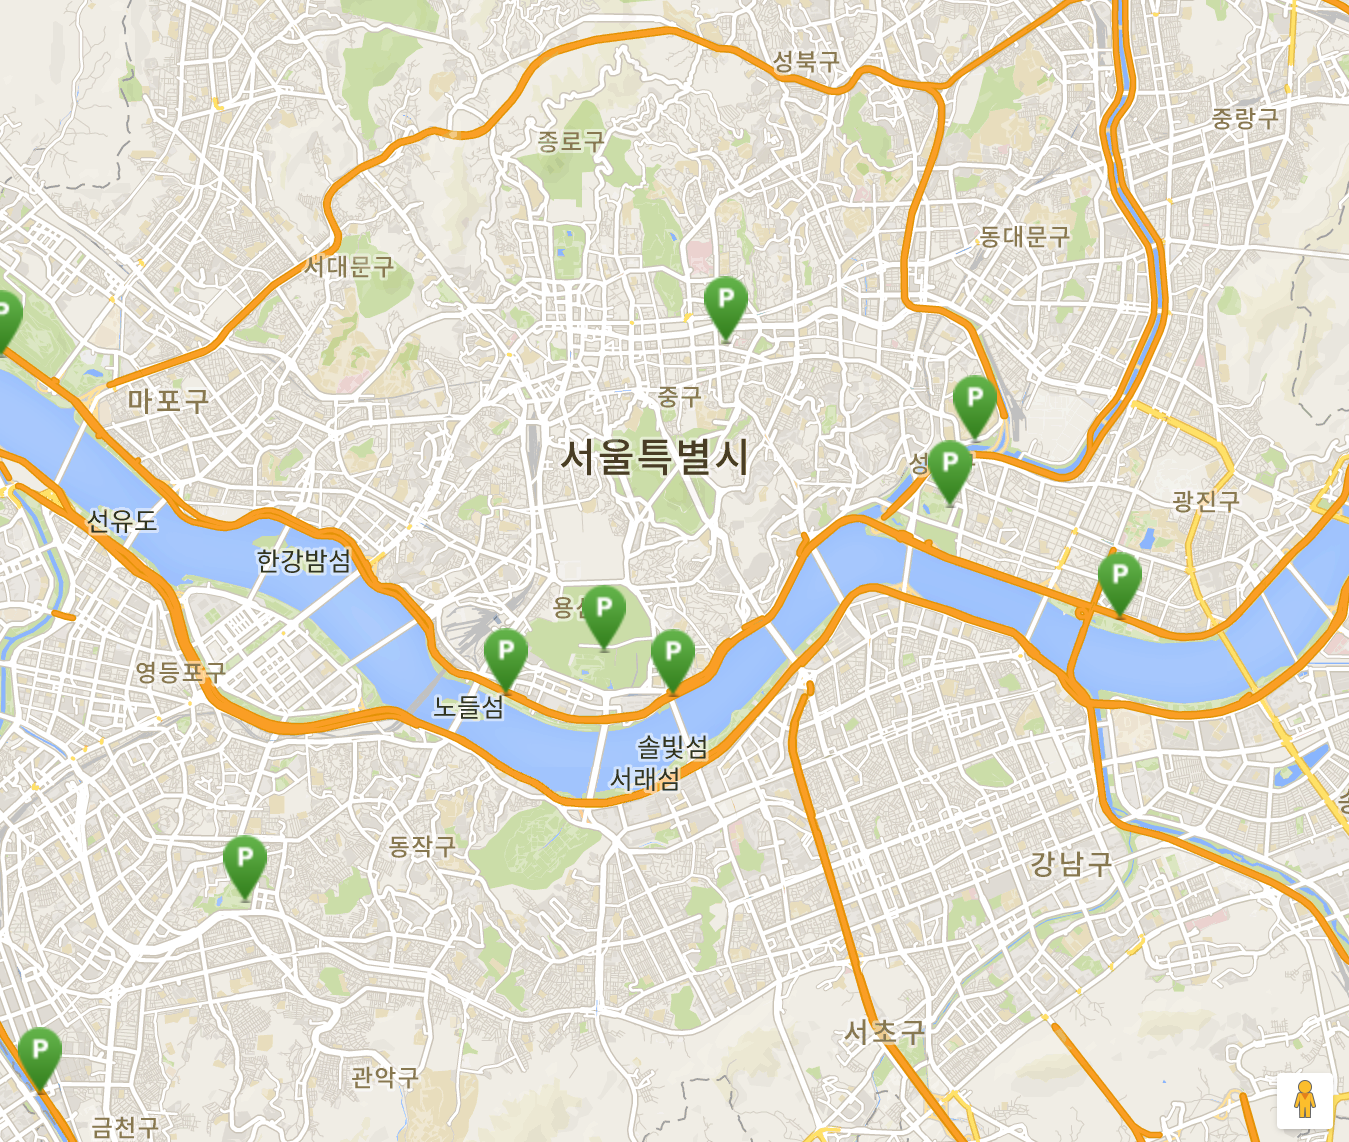 성북구
중랑구
종로구
동대문구
서대문구
P
P
P
마포구
중구
서울특별시
P
광진구
선유도
한강밤섬
P
P
P
P
영등포구
노들섬
솔빛섬
서래섬
P
동작구
강남구
서초구
P
관악구
금천구